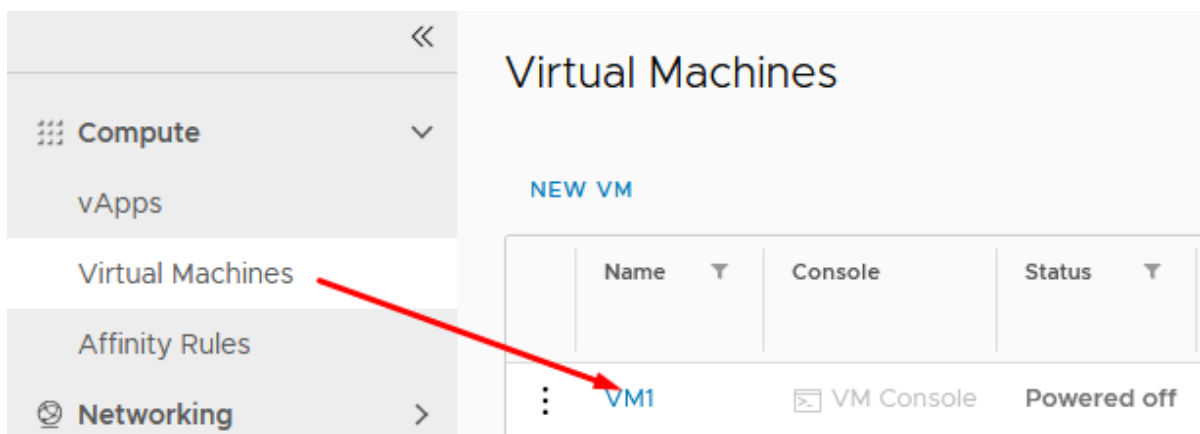 Compute
vApps
Virtual Machines
Affinity Rules
Networking
Virtual Machines
NEW VM
Name Console Status
VM1 VM Console Powered off